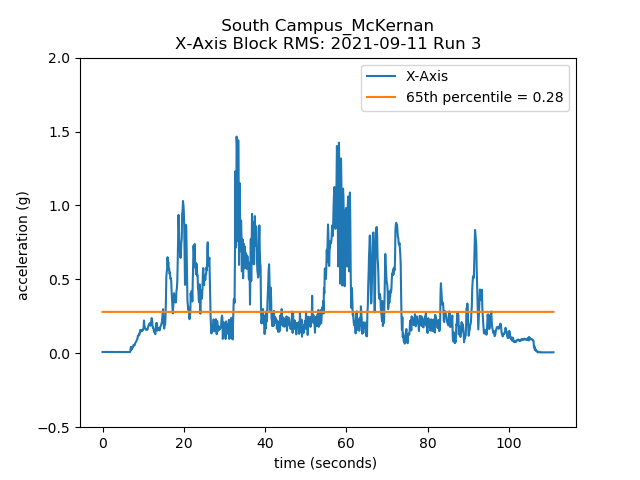 South Campus_McKernan
X-Axis Block RMS: 2021-09-11 Run 3
X-Axis
65th percentile = 0.28
2.0
1.5
1.0
0.5
0.0
−0.5
acceleration (g)
0 20 40 60 80 100
time (seconds)